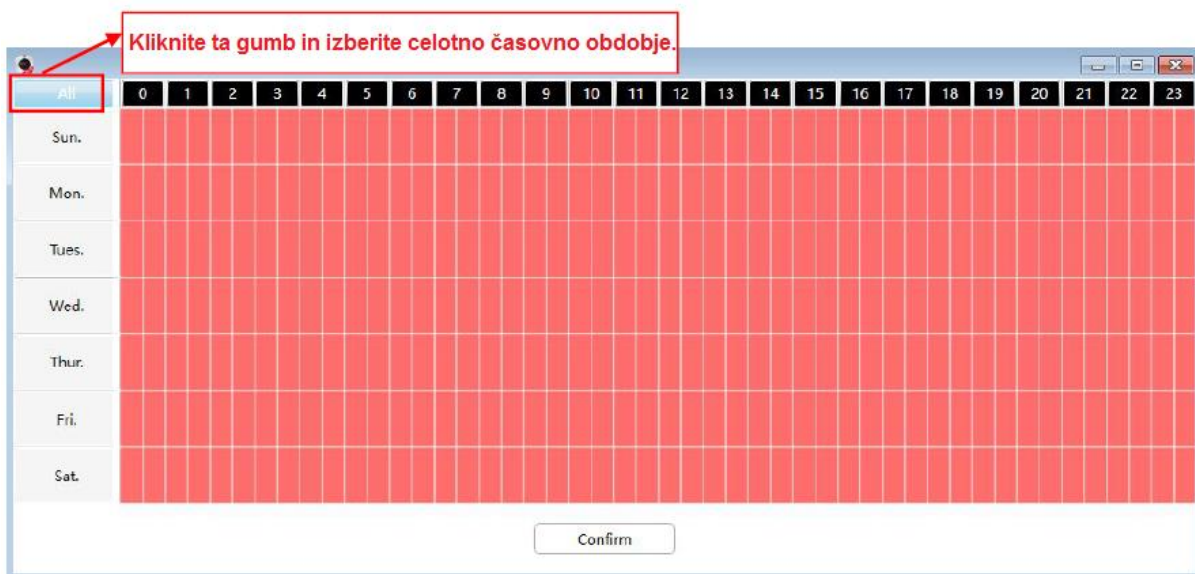 Kliknite ta gumb in izberite celotno časovno obdobje.
All 0 1 2 3 4 5 6 7 8 9 10 11 12 13 14 15 16 17 18 19 20 21 22 23
Sun.
Mon.
Tues.
Wed.
Thur.
Fri.
Sat.
Confirm